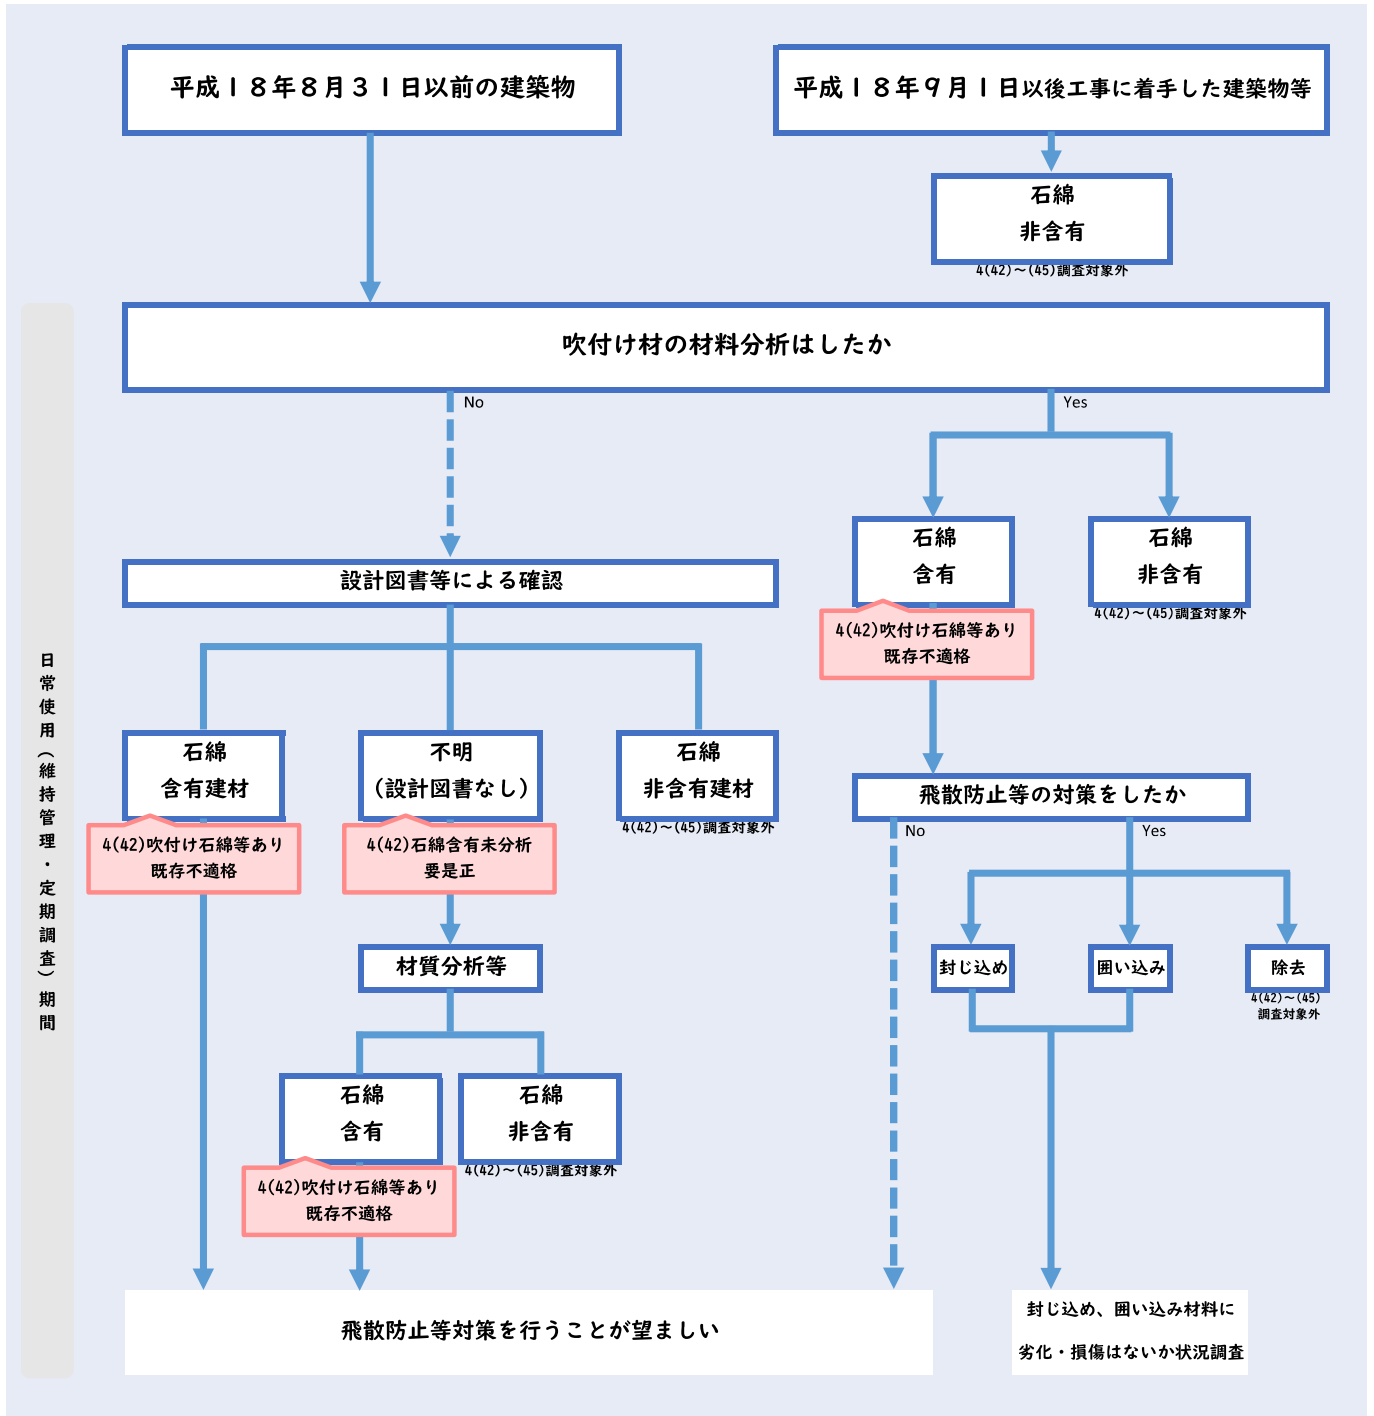 平成１８年８月３１日以前の建築物
平成１８年９月１日以後工事に着手した建築物等
石綿
非含有
4(42)～(45)調査対象外
吹付け材の材料分析はしたか
No
Yes
石綿
含有
4(42)吹付け石綿等あり
既存不適格
石綿
非含有
4(42)～(45)調査対象外
設計図書等による確認
石綿
含有建材
4(42)吹付け石綿等あり
既存不適格
不明
（設計図書なし）
4(42)石綿含有未分析
要是正
石綿
非含有建材
4(42)～(45)調査対象外
飛散防止等の対策をしたか
No
Yes
材質分析等
封じ込め
囲い込み
除去
4(42)～(45)
調査対象外
石綿
含有
4(42)吹付け石綿等あり
既存不適格
石綿
非含有
4(42)～(45)調査対象外
飛散防止等対策を行うことが望ましい
封じ込め、囲い込み材料に
劣化・損傷はないか状況調査
日常使用（維持管理・定期調査）期間